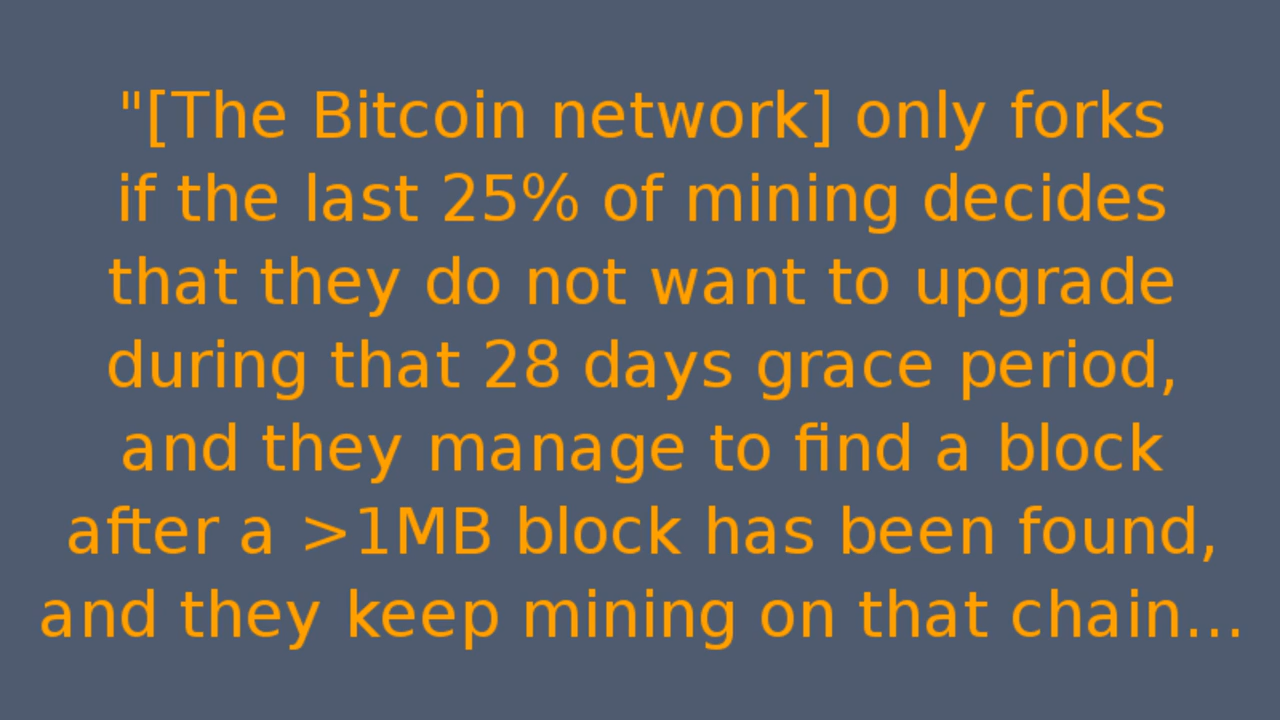 "[The Bitcoin network] only forks
if the last 25% of mining decides
that they do not want to upgrade
during that 28 days grace period,
and they manage to find a block
after a >1MB block has been found,
and they keep mining on that chain...